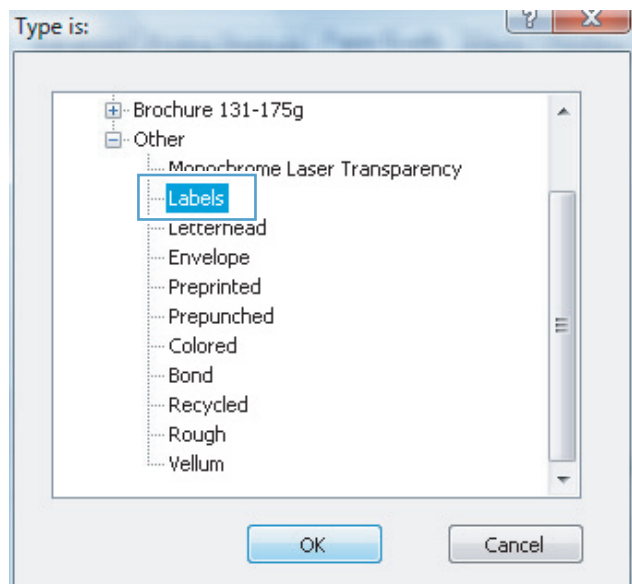 Type is:
?
X
Brochure 131-175g
Other
Monochrome Laser Transparency
Labels
Letterhead
Envelope
Preprinted
Prepunched
Colored
Bond
Recycled
Rough
Vellum
OK
Cancel